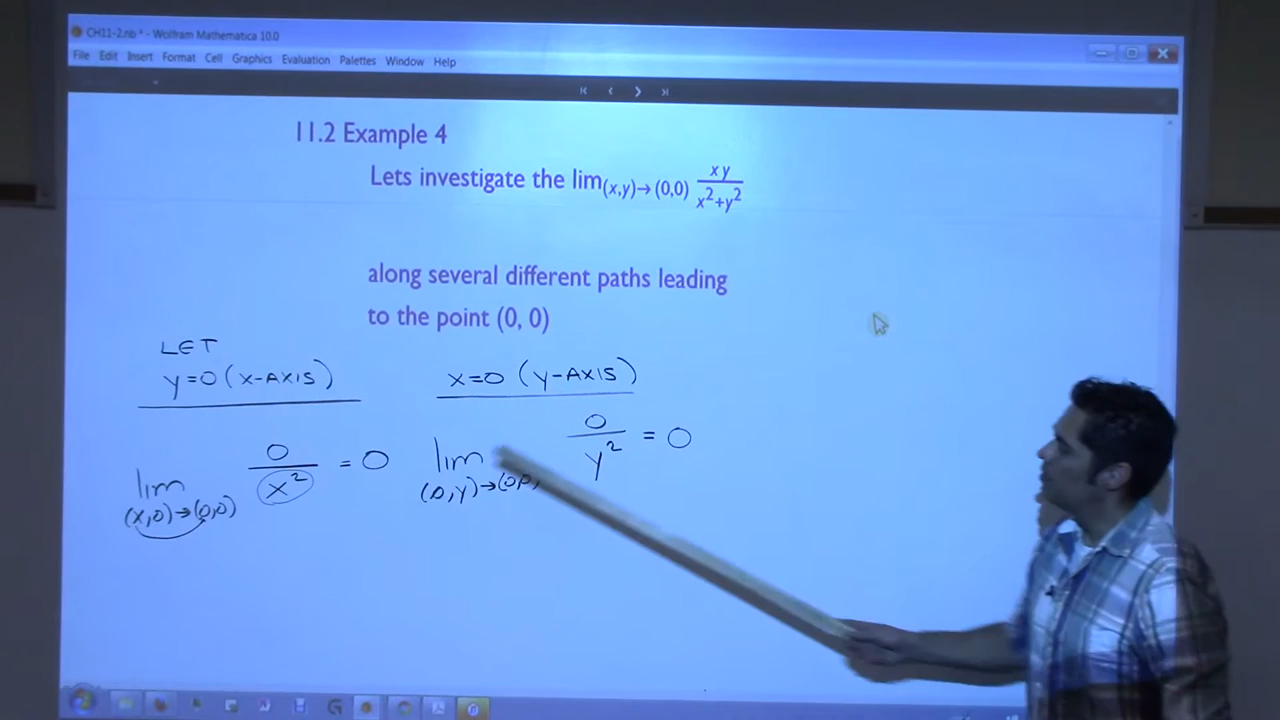 CH11-2.nb * - Wolfram Mathematica 10.0
File Edit Insert Format Cell Graphics Evaluation Palettes Window Help
11.2 Example 4
Lets investigate the lim(x,y)→(0,0) xy/x²+y²
along several different paths leading
to the point (0, 0)
LET
y=0 (X-AXIS)
x=0 (y-AXIS)
lim (x,0)→(0,0) 0/x² = 0
lim (0,y)→(0,0, 0/y² = 0